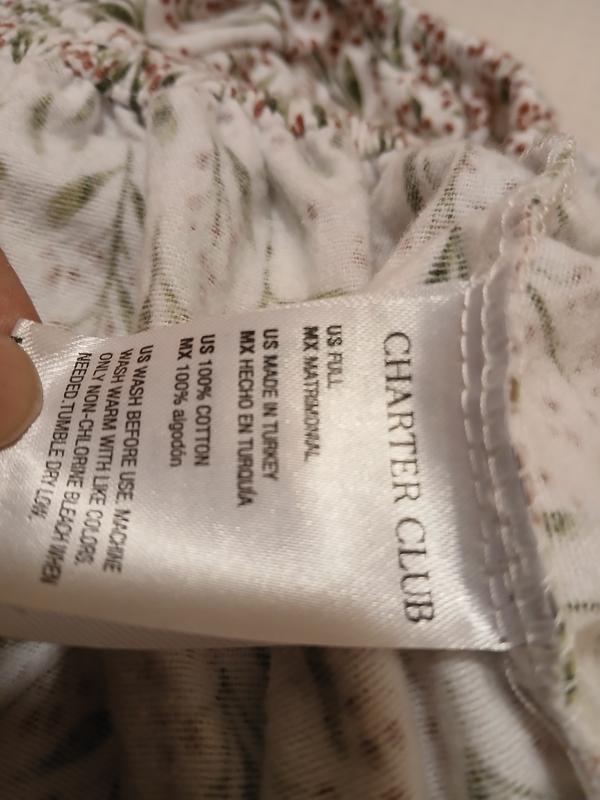 CHARTER CLUB
US FULL
MX MATRIMONIAL
US MADE IN TURKEY
MX HECHO EN TURQUÍA
US 100% COTTON
MX 100% algodón
US WASH BEFORE USE. MACHINE
WASH WARM WITH LIKE COLORS.
ONLY NON-CHLORINE BLEACH WHEN
NEEDED.TUMBLE DRY LOW.